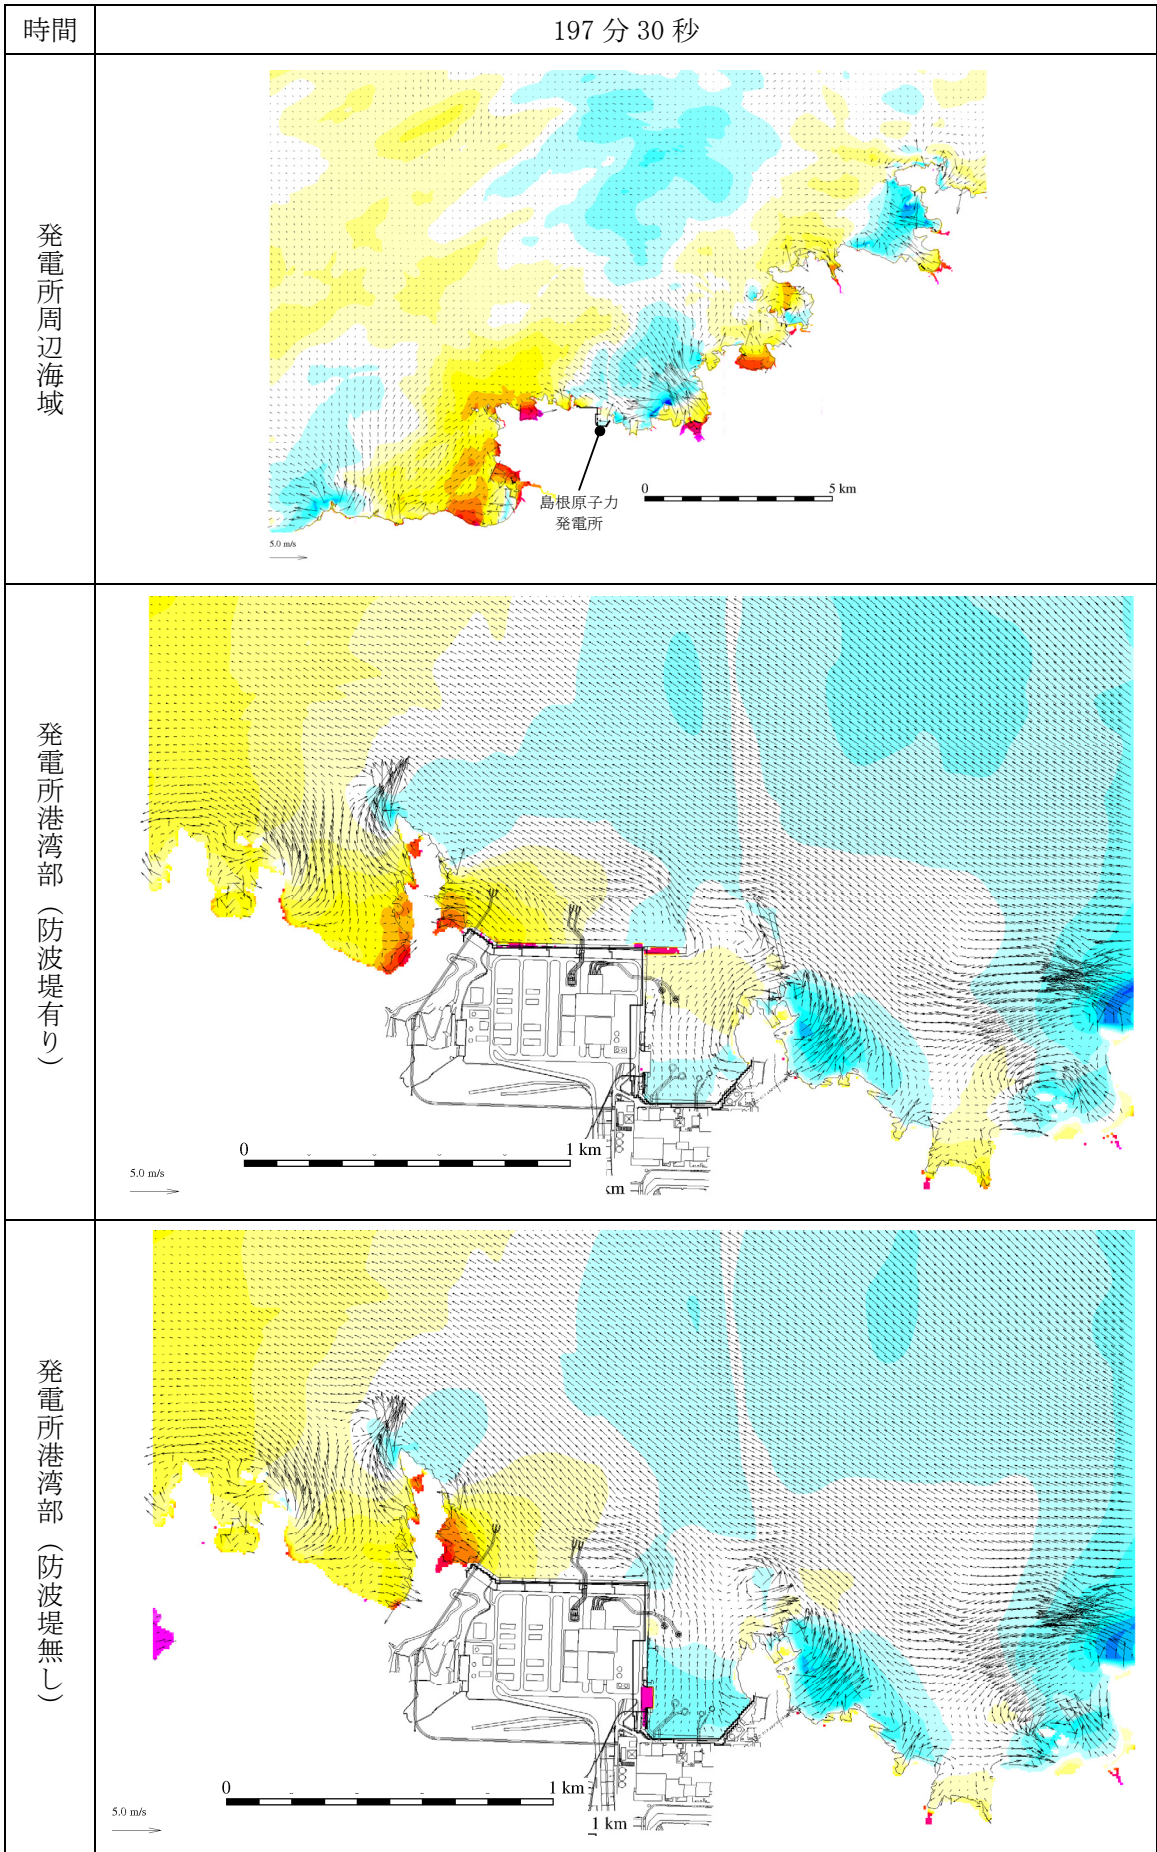 時間
197 分 30 秒
発電所周辺海域
島根原子力
発電所
0
5 km
5.0 m/s
発電所港湾部（防波堤有り）
0
1 km
5.0 m/s
km
発電所港湾部（防波堤無し）
0
1 km
5.0 m/s
1 km